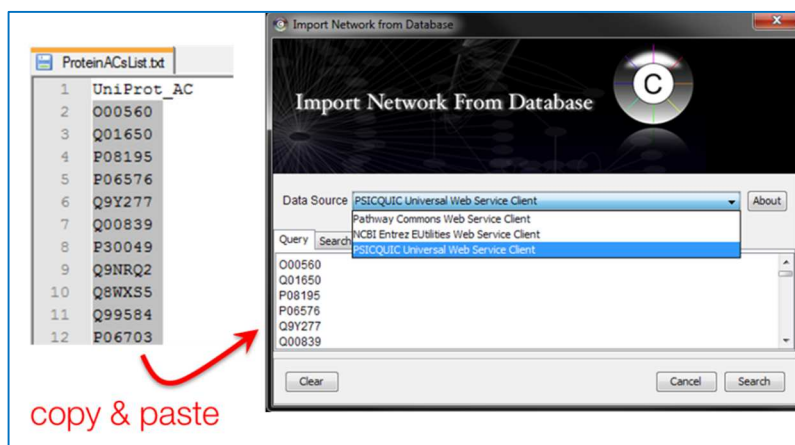 ProteinACsList.txt
1 UniProt_AC
2 O00560
3 Q01650
4 P08195
5 P06576
6 Q9Y277
7 Q00839
8 P30049
9 Q9NRQ2
10 Q8WXS5
11 Q99584
12 P06703
copy & paste
Import Network from Database
Import Network From Database
C
Data Source PSICQUIC Universal Web Service Client About
Pathway Commons Web Service Client
NCBI Entrez EUtilities Web Service Client
PSICQUIC Universal Web Service Client
Query Search
O00560
Q01650
P08195
P06576
Q9Y277
Q00839
Clear Cancel Search